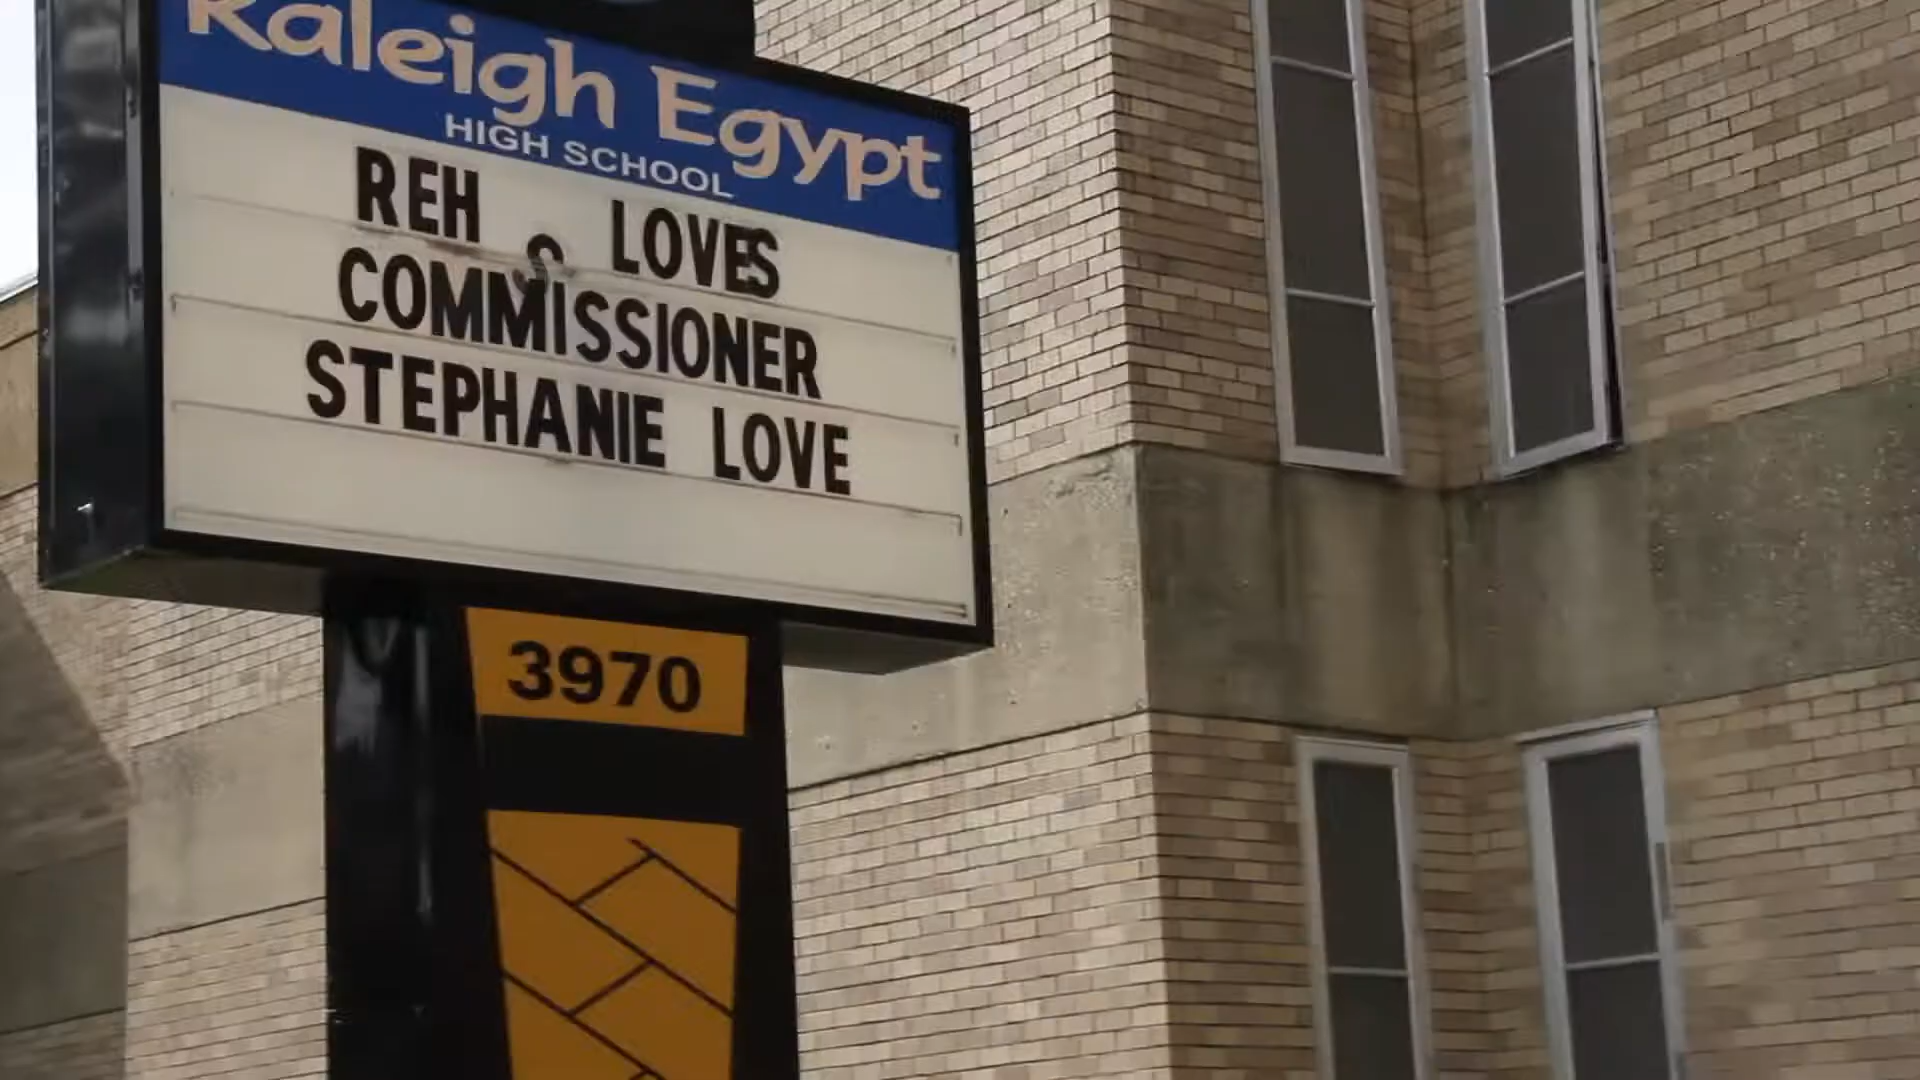 Raleigh Egypt
HIGH SCHOOL
REH S LOVES
COMMISSIONER
STEPHANIE LOVE
3970